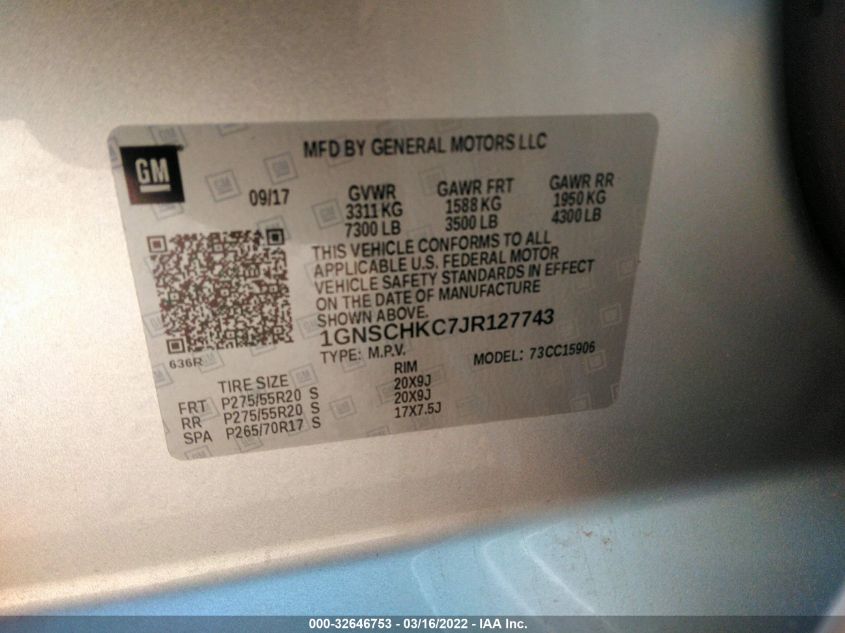 GM
MFD BY GENERAL MOTORS LLC
09/17
GVWR GAWR FRT GAWR RR
3311 KG 1588 KG 1950 KG
7300 LB 3500 LB 4300 LB
THIS VEHICLE CONFORMS TO ALL
APPLICABLE U.S. FEDERAL MOTOR
VEHICLE SAFETY STANDARDS IN EFFECT
ON THE DATE OF MANUFACTURE
SHOWN ABOVE.
1GNSCHKC7JR127743
TYPE: M.P.V. MODEL: 73CC15906
636R
TIRE SIZE RIM
FRT P275/55R20 S 20X9J
RR P275/55R20 S 20X9J
SPA P265/70R17 S 17X7.5J
000-32646753 - 03/16/2022 - IAA Inc.